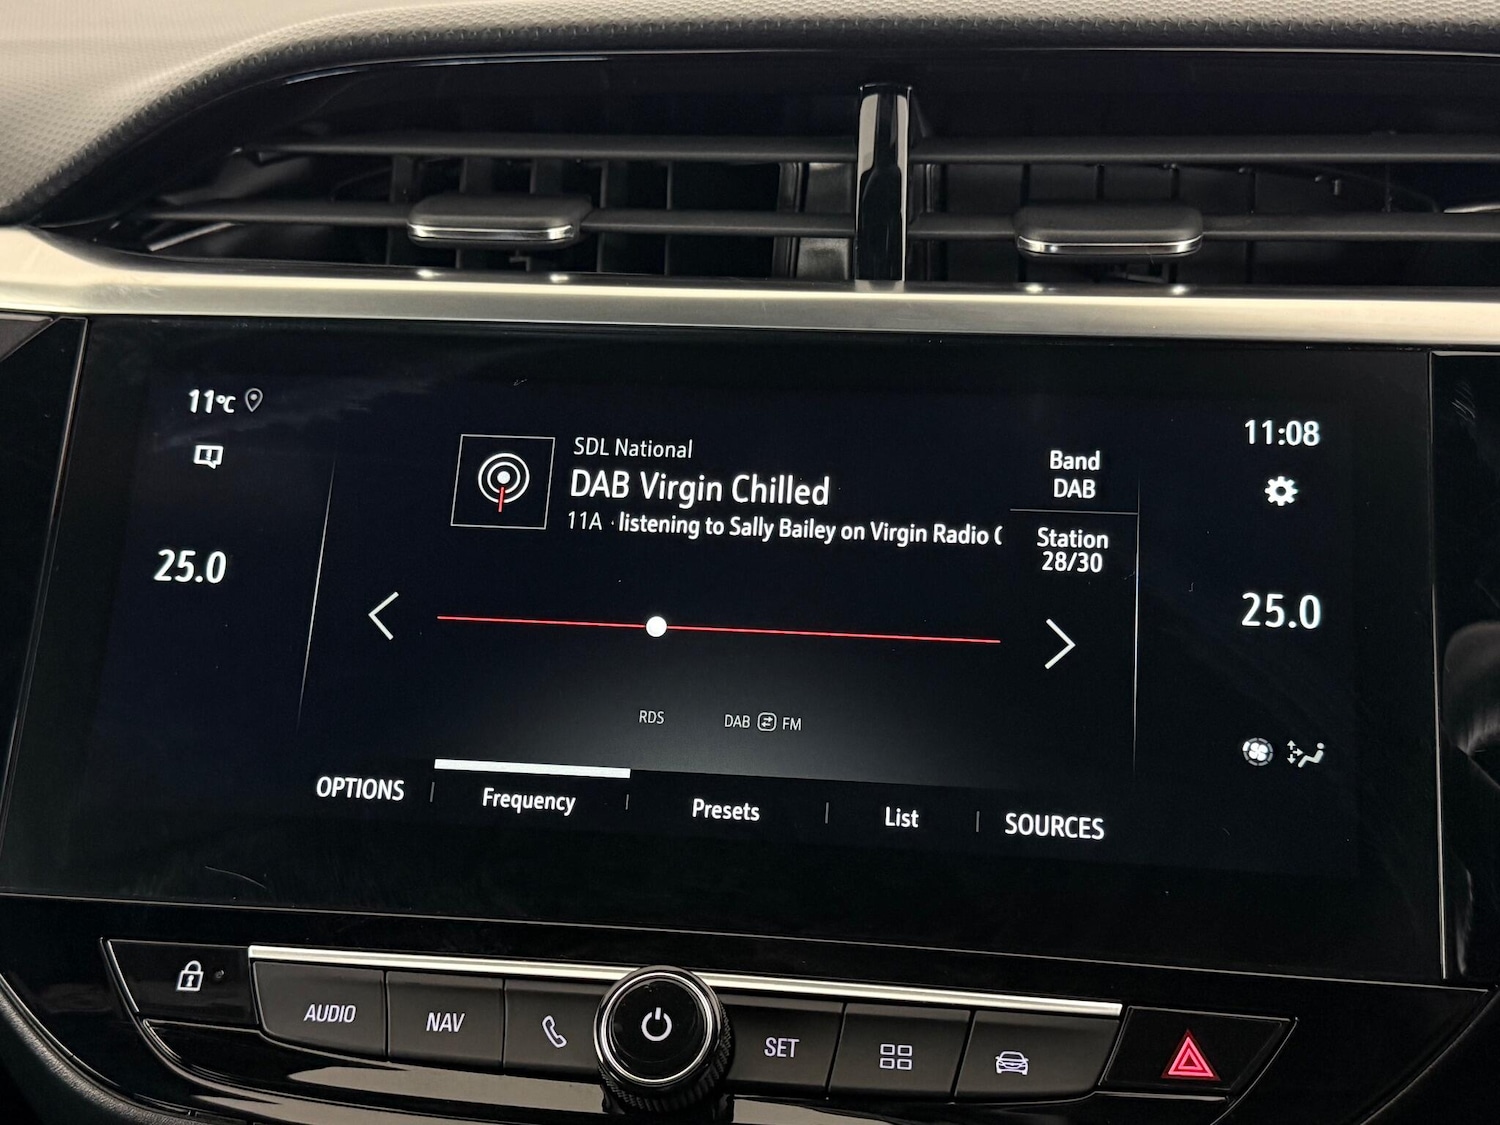 11°C
11:08
SDL National
DAB Virgin Chilled
11A · listening to Sally Bailey on Virgin Radio C
Band
DAB
Station
28/30
25.0
25.0
RDS
DAB FM
OPTIONS
Frequency
Presets
List
SOURCES
AUDIO
NAV
SET